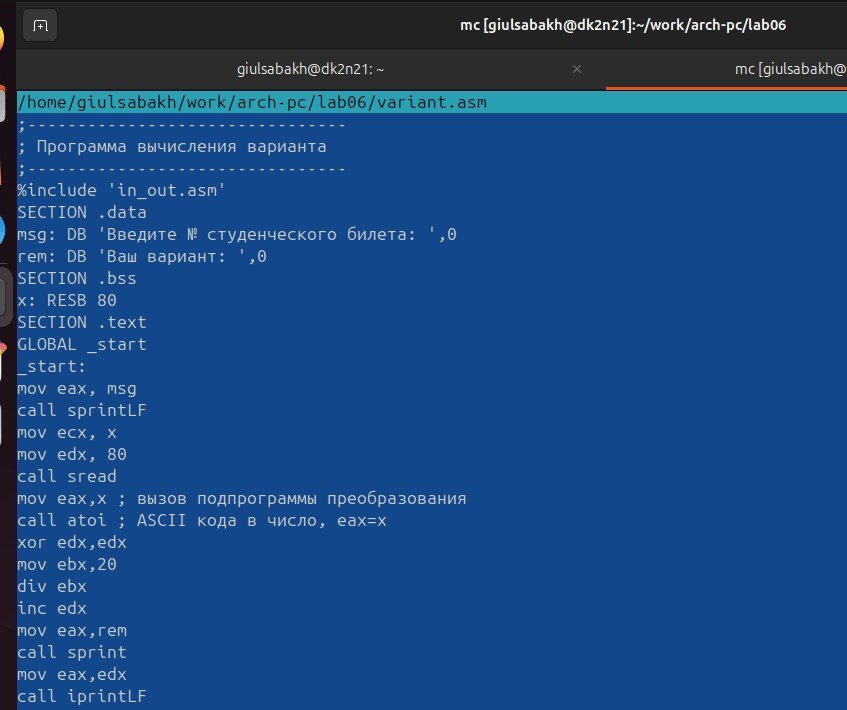 mc [giulsabakh@dk2n21]:~/work/arch-pc/lab06
giulsabakh@dk2n21: ~ × mc [giulsabakh@
/home/giulsabakh/work/arch-pc/lab06/variant.asm
;--------------------------------
; Программа вычисления варианта
;--------------------------------
%include 'in_out.asm'
SECTION .data
msg: DB 'Введите № студенческого билета: ',0
rem: DB 'Ваш вариант: ',0
SECTION .bss
x: RESB 80
SECTION .text
GLOBAL _start
_start:
mov eax, msg
call sprintLF
mov ecx, x
mov edx, 80
call sread
mov eax,x ; вызов подпрограммы преобразования
call atoi ; ASCII кода в число, eax=x
xor edx,edx
mov ebx,20
div ebx
inc edx
mov eax,rem
call sprint
mov eax,edx
call iprintLF